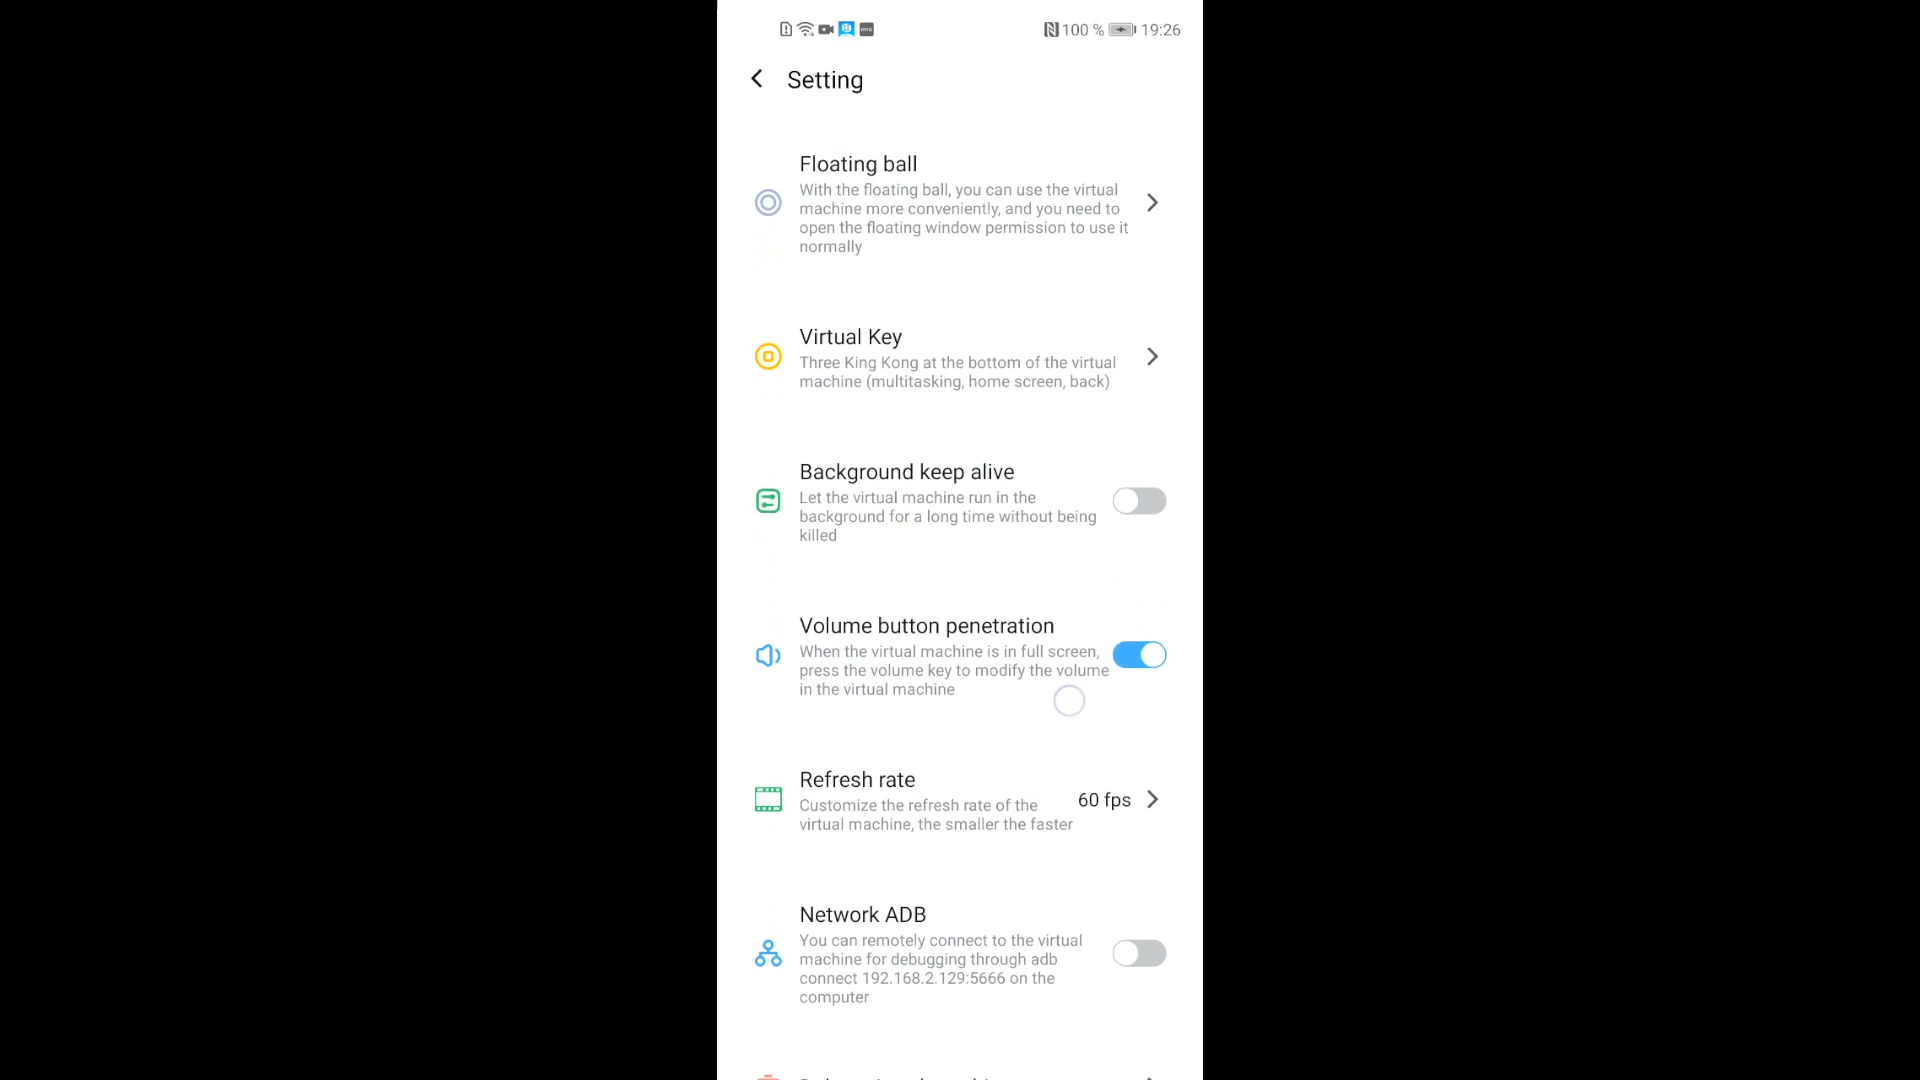 100 % 19:26
Setting
Floating ball
With the floating ball, you can use the virtual
machine more conveniently, and you need to
open the floating window permission to use it
normally
Virtual Key
Three King Kong at the bottom of the virtual
machine (multitasking, home screen, back)
Background keep alive
Let the virtual machine run in the
background for a long time without being
killed
Volume button penetration
When the virtual machine is in full screen,
press the volume key to modify the volume
in the virtual machine
Refresh rate
60 fps
Customize the refresh rate of the
virtual machine, the smaller the faster
Network ADB
You can remotely connect to the virtual
machine for debugging through adb
connect 192.168.2.129:5666 on the
computer